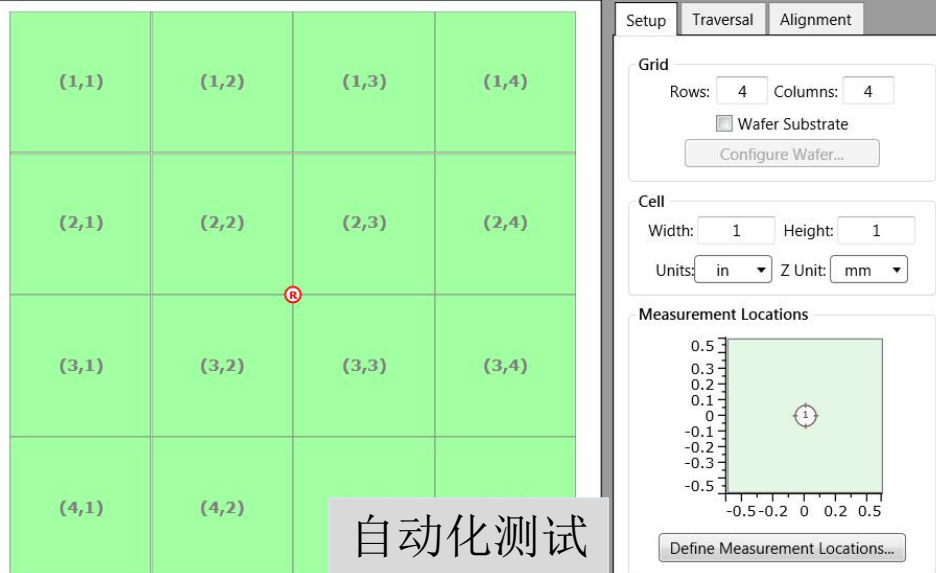 Setup Traversal Alignment
(1,1) (1,2) (1,3) (1,4)
(2,1) (2,2) (2,3) (2,4)
R
(3,1) (3,2) (3,3) (3,4)
(4,1) (4,2)
自动化测试
Grid
Rows: 4 Columns: 4
Wafer Substrate
Configure Wafer...
Cell
Width: 1 Height: 1
Units: in Z Unit: mm
Measurement Locations
0.5
0.3
0.2
0.1
0
-0.1
-0.2
-0.3
-0.5
1
-0.5 -0.2 0 0.2 0.5
Define Measurement Locations...